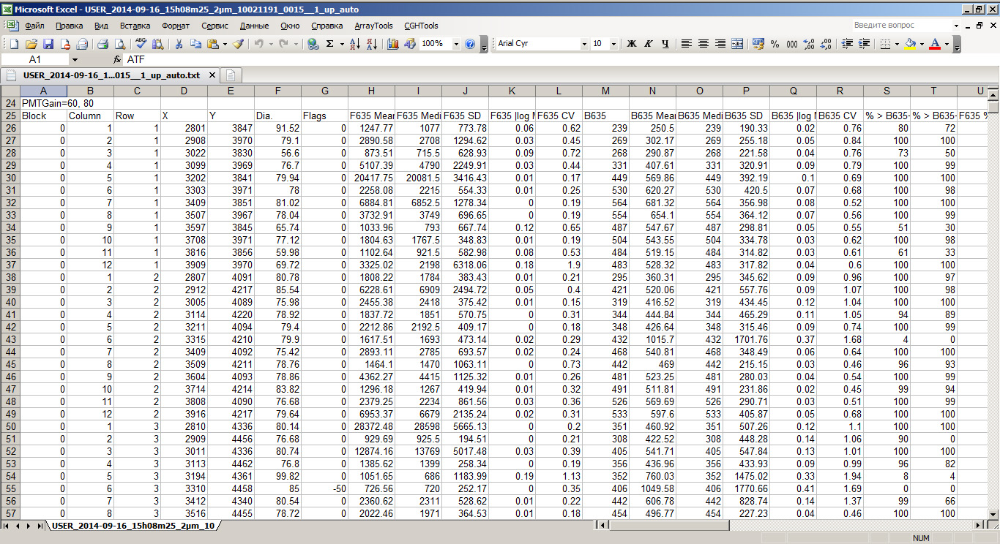 Microsoft Excel - USER_2014-09-16_15h08m25_2µm_10021191_0015__1_up_auto
Файл Правка Вид Вставка Формат Сервис Данные Окно Справка ArrayTools CGHTools Введите вопрос
100% Arial Cyr 10 Ж К Ч % 000
A1 fx ATF
USER_2014-09-16_1...015__1_up_auto.txt
A B C D E F G H I J K L M N O P Q R S T U
24 PMTGain=60, 80
25 Block Column Row X Y Dia. Flags F635 Mear F635 Medi F635 SD F635 |log M F635 CV B635 B635 Mear B635 Medi B635 SD B635 |log M B635 CV % > B635- % > B635- F635 %
26 0 1 1 2801 3847 91.52 0 1247.77 1077 773.78 0.06 0.62 239 250.5 239 190.33 0.02 0.76 80 72
27 0 2 1 2908 3970 79.1 0 2890.58 2708 1294.62 0.03 0.45 269 302.17 269 255.18 0.05 0.84 100 100
28 0 3 1 3022 3830 56.6 0 873.51 715.5 628.93 0.09 0.72 268 290.87 268 221.58 0.04 0.76 73 50
29 0 4 1 3099 3969 76.7 0 5107.39 4790 2249.91 0.03 0.44 331 407.61 331 320.91 0.09 0.79 100 99
30 0 5 1 3202 3841 79.94 0 20417.75 20081.5 3416.43 0.01 0.17 449 569.86 449 392.19 0.1 0.69 100 100
31 0 6 1 3303 3971 78 0 2258.08 2215 554.33 0.01 0.25 530 620.27 530 420.5 0.07 0.68 100 98
32 0 7 1 3409 3851 81.02 0 6884.81 6852.5 1278.34 0 0.19 564 681.32 564 356.98 0.08 0.52 100 100
33 0 8 1 3507 3967 78.04 0 3732.91 3749 696.65 0 0.19 554 654.1 554 364.12 0.07 0.56 100 99
34 0 9 1 3597 3845 65.74 0 1033.96 793 667.74 0.12 0.65 487 547.67 487 298.81 0.05 0.55 51 30
35 0 10 1 3708 3971 77.12 0 1804.63 1767.5 348.83 0.01 0.19 504 543.55 504 334.78 0.03 0.62 100 98
36 0 11 1 3816 3856 59.98 0 1102.64 921.5 582.98 0.08 0.53 484 519.15 484 314.82 0.03 0.61 61 33
37 0 12 1 3909 3970 69.72 0 3325.02 2198 6318.06 0.18 1.9 483 528.32 483 317.82 0.04 0.6 100 100
38 0 1 2 2807 4091 80.78 0 1808.22 1784 383.43 0.01 0.21 295 360.31 295 345.62 0.09 0.96 100 97
39 0 2 2 2912 4217 85.54 0 6228.61 6909 2494.72 0.05 0.4 421 520.06 421 557.76 0.09 1.07 100 98
40 0 3 2 3005 4089 75.98 0 2455.38 2418 375.42 0.01 0.15 319 416.52 319 434.45 0.12 1.04 100 100
41 0 4 2 3114 4220 78.92 0 1837.72 1851 570.75 0 0.31 344 444.84 344 465.29 0.11 1.05 94 89
42 0 5 2 3211 4094 79.4 0 2212.86 2192.5 409.17 0 0.18 348 426.64 348 315.46 0.09 0.74 100 99
43 0 6 2 3315 4210 79.9 0 1617.51 1693 473.14 0.02 0.29 432 1015.7 432 1701.76 0.37 1.68 4 0
44 0 7 2 3409 4092 75.42 0 2893.11 2785 693.57 0.02 0.24 468 540.81 468 348.49 0.06 0.64 100 100
45 0 8 2 3509 4211 78.76 0 1464.1 1470 1063.11 0 0.73 442 469 442 215.15 0.03 0.46 96 93
46 0 9 2 3604 4093 78.86 0 4362.27 4415 1125.32 0.01 0.26 481 523.25 481 280.03 0.04 0.54 100 99
47 0 10 2 3714 4214 83.82 0 1296.18 1267 419.94 0.01 0.32 491 511.81 491 231.86 0.02 0.45 99 94
48 0 11 2 3808 4090 76.68 0 2379.25 2234 861.56 0.03 0.36 526 569.69 526 290.71 0.03 0.51 100 99
49 0 12 2 3916 4217 79.64 0 6953.37 6679 2135.24 0.02 0.31 533 597.6 533 405.87 0.05 0.68 100 100
50 0 1 3 2810 4336 80.14 0 28372.48 28598 5665.13 0 0.2 351 460.92 351 507.26 0.12 1.1 100 100
51 0 2 3 2909 4456 76.68 0 929.69 925.5 194.51 0 0.21 308 422.52 308 448.28 0.14 1.06 90 0
52 0 3 3 3011 4336 80.74 0 12874.16 13769 5017.48 0.03 0.39 405 541.71 405 547.84 0.13 1.01 100 100
53 0 4 3 3113 4462 76.8 0 1385.62 1399 258.34 0 0.19 356 436.96 356 433.93 0.09 0.99 96 82
54 0 5 3 3194 4361 99.82 0 1051.65 686 1183.99 0.19 1.13 352 760.03 352 1475.02 0.33 1.94 8 4
55 0 6 3 3310 4458 85 -50 726.56 720 252.17 0 0.35 406 1049.58 406 1770.66 0.41 1.69 0 0
56 0 7 3 3412 4340 80.54 0 2360.62 2311 528.62 0.01 0.22 442 606.78 442 828.74 0.14 1.37 99 66
57 0 8 3 3516 4455 78.72 0 2022.46 1971 364.53 0.01 0.18 454 496.77 454 227.23 0.04 0.46 100 100
USER_2014-09-16_15h08m25_2µm_10
NUM